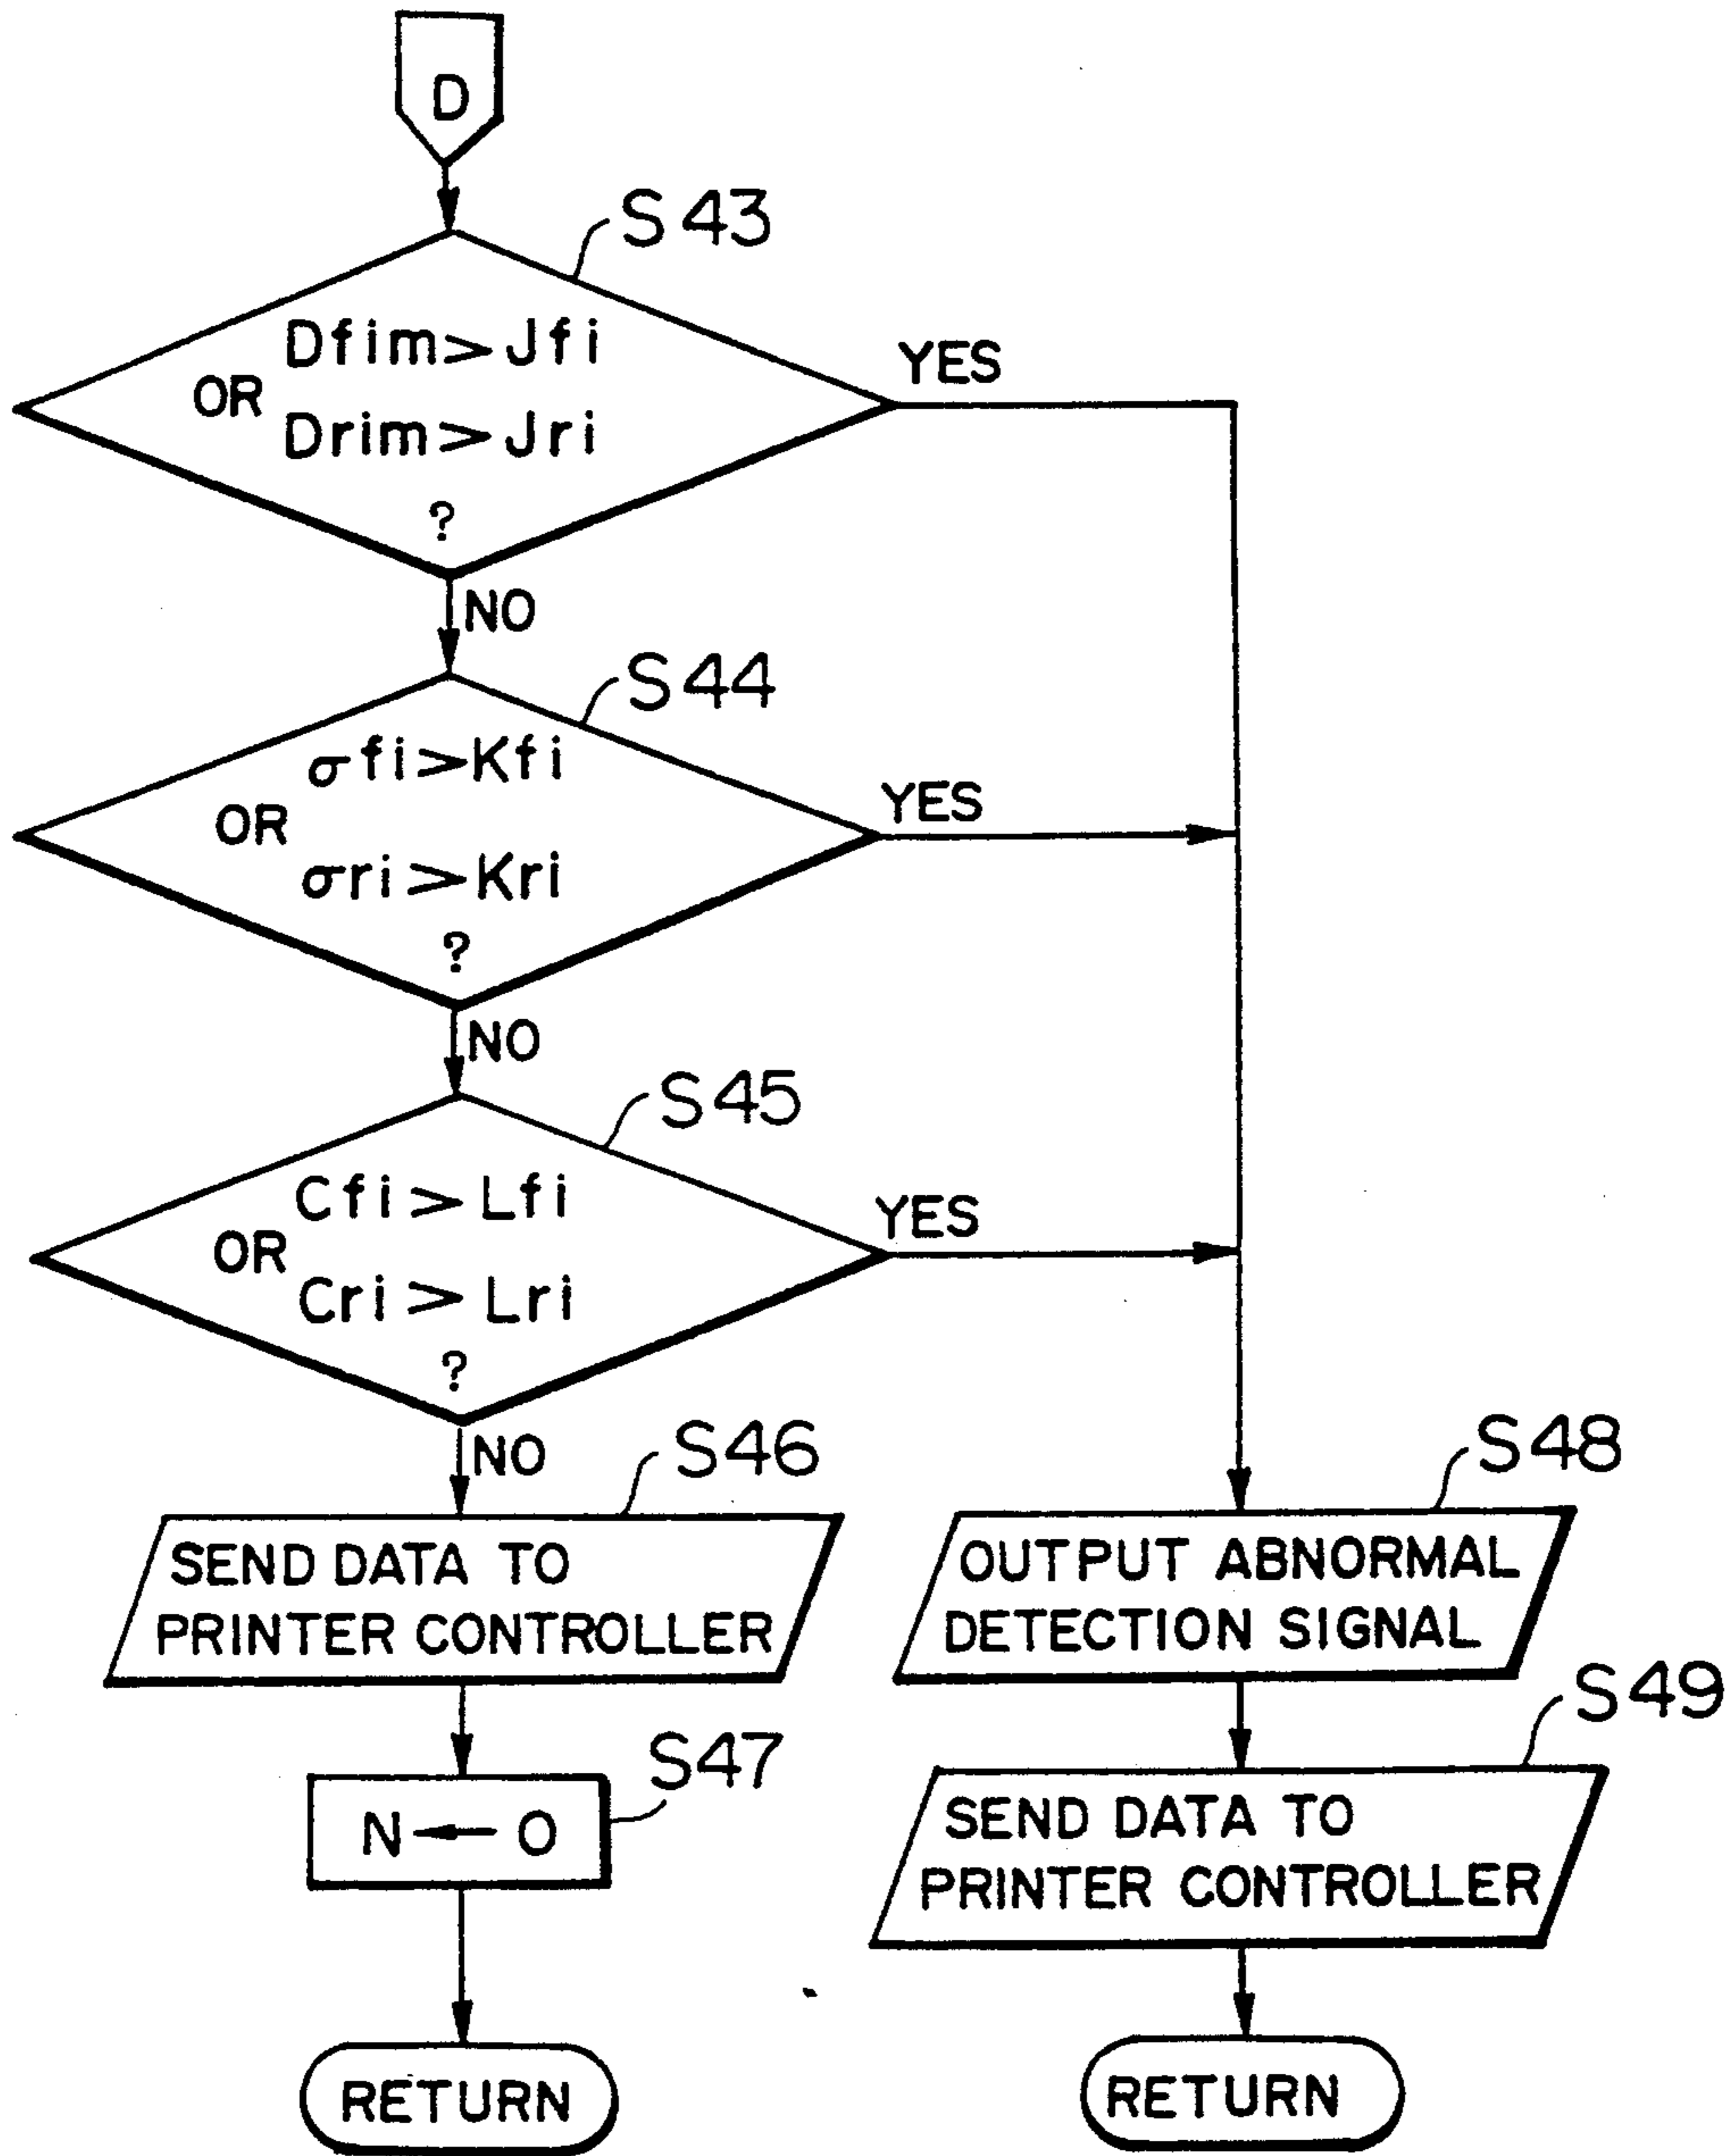 D
S43
Dfim>Jfi
OR
Drim>Jri
?
YES
NO
S44
σfi>Kfi
OR
σri>Kri
?
YES
NO
S45
Cfi>Lfi
OR
Cri>Lri
?
YES
NO
S46
SEND DATA TO
PRINTER CONTROLLER
S47
N←O
RETURN
S48
OUTPUT ABNORMAL
DETECTION SIGNAL
S49
SEND DATA TO
PRINTER CONTROLLER
RETURN